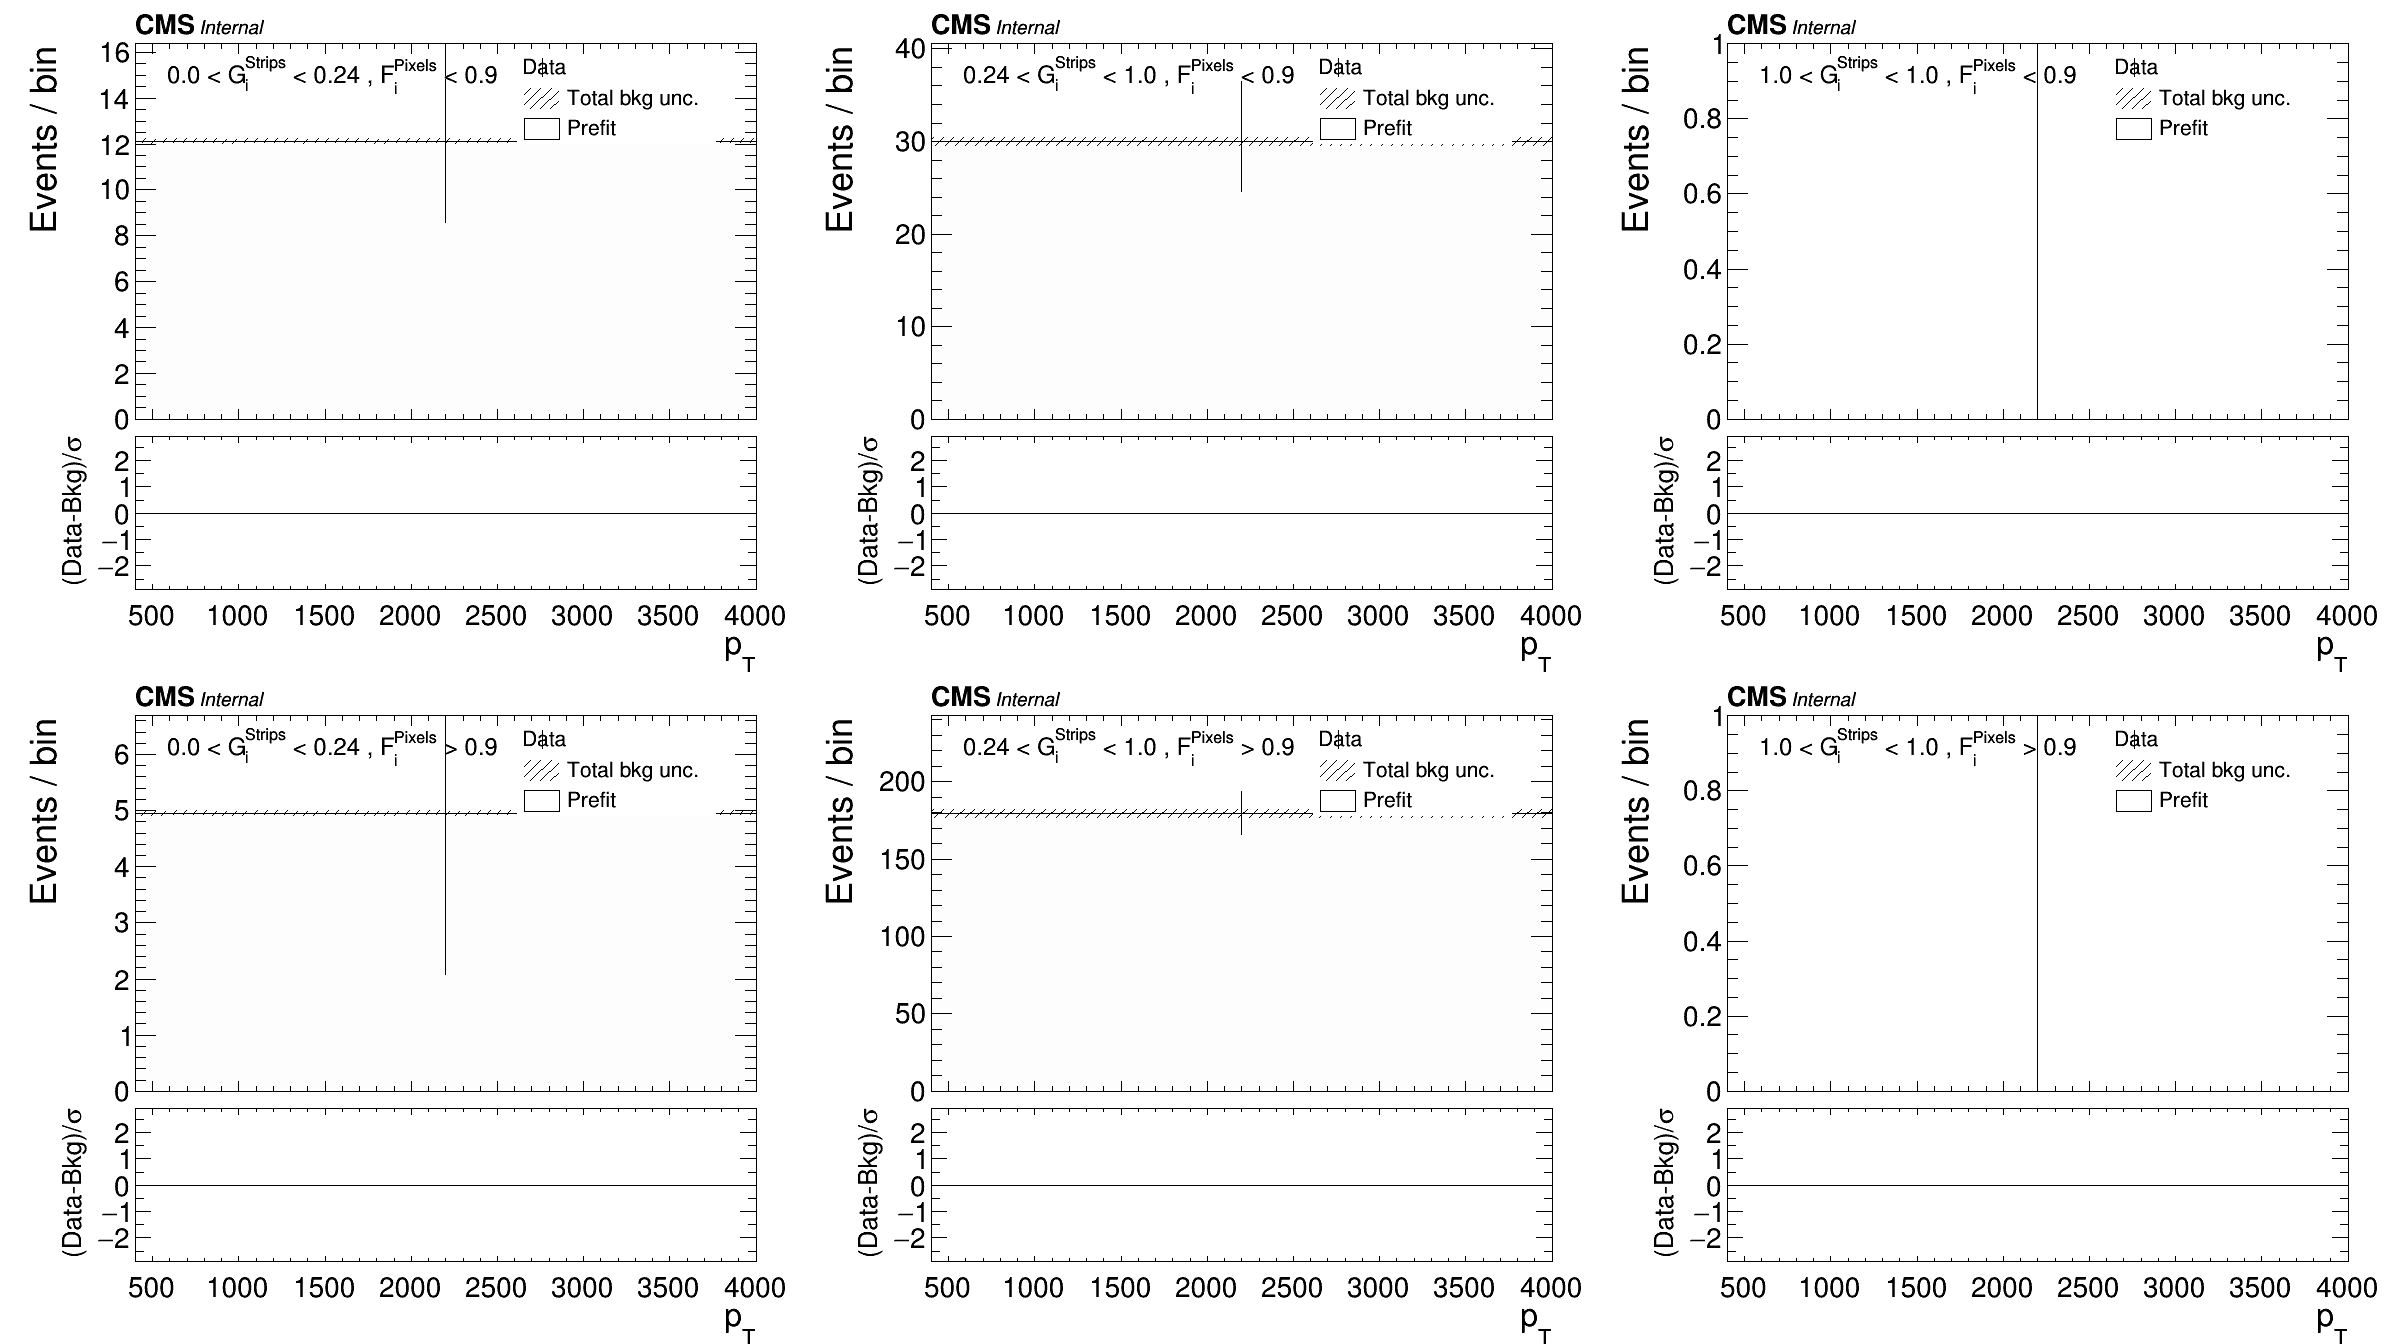 CMS Internal
Events / bin
16
14
12
10
8
6
4
2
0
0.0 < G_i^Strips < 0.24 , F_i^Pixels < 0.9
Data
Total bkg unc.
Prefit
(Data-Bkg)/σ
2
1
0
−1
−2
500 1000 1500 2000 2500 3000 3500 4000
p_T
CMS Internal
Events / bin
40
30
20
10
0
0.24 < G_i^Strips < 1.0 , F_i^Pixels < 0.9
Data
Total bkg unc.
Prefit
(Data-Bkg)/σ
2
1
0
−1
−2
500 1000 1500 2000 2500 3000 3500 4000
p_T
CMS Internal
Events / bin
1
0.8
0.6
0.4
0.2
0
1.0 < G_i^Strips < 1.0 , F_i^Pixels < 0.9
Data
Total bkg unc.
Prefit
(Data-Bkg)/σ
2
1
0
−1
−2
500 1000 1500 2000 2500 3000 3500 4000
p_T
CMS Internal
Events / bin
6
5
4
3
2
1
0
0.0 < G_i^Strips < 0.24 , F_i^Pixels > 0.9
Data
Total bkg unc.
Prefit
(Data-Bkg)/σ
2
1
0
−1
−2
500 1000 1500 2000 2500 3000 3500 4000
p_T
CMS Internal
Events / bin
200
150
100
50
0
0.24 < G_i^Strips < 1.0 , F_i^Pixels > 0.9
Data
Total bkg unc.
Prefit
(Data-Bkg)/σ
2
1
0
−1
−2
500 1000 1500 2000 2500 3000 3500 4000
p_T
CMS Internal
Events / bin
1
0.8
0.6
0.4
0.2
0
1.0 < G_i^Strips < 1.0 , F_i^Pixels > 0.9
Data
Total bkg unc.
Prefit
(Data-Bkg)/σ
2
1
0
−1
−2
500 1000 1500 2000 2500 3000 3500 4000
p_T